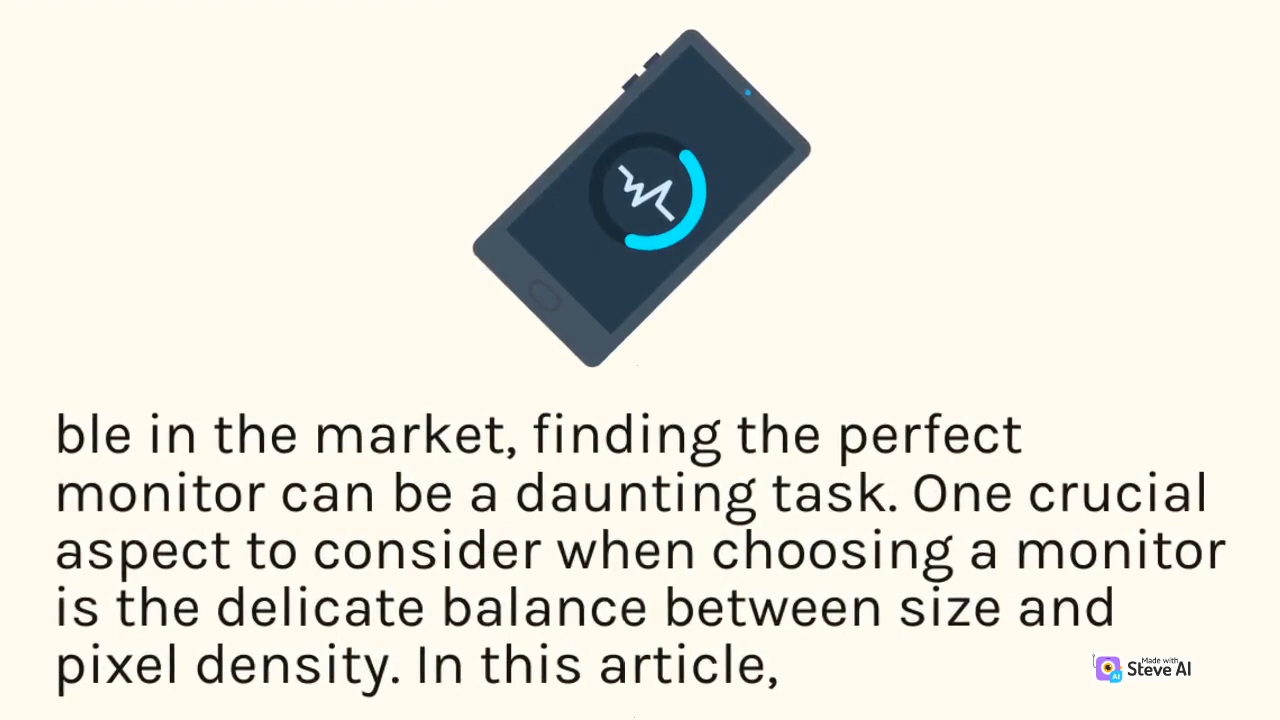 ble in the market, finding the perfect
monitor can be a daunting task. One crucial
aspect to consider when choosing a monitor
is the delicate balance between size and
pixel density. In this article,
Made with
Steve AI
AI